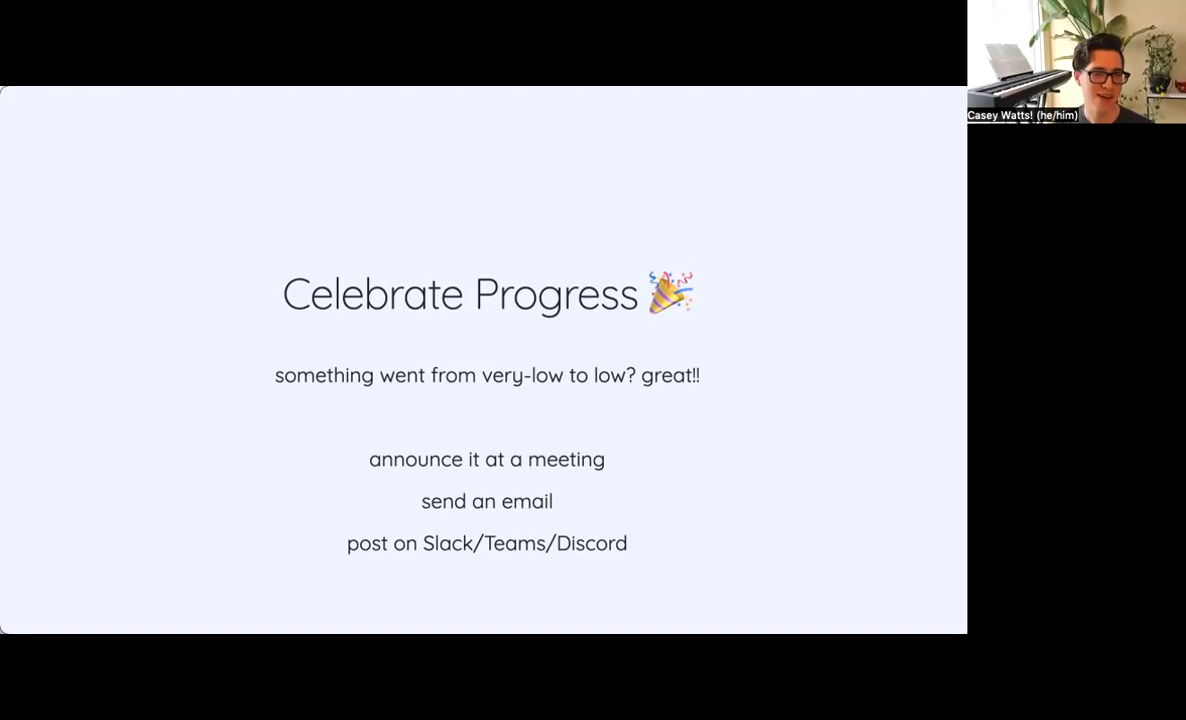 Casey Watts! (he/him)
Celebrate Progress 🎉
something went from very-low to low? great!!
announce it at a meeting
send an email
post on Slack/Teams/Discord